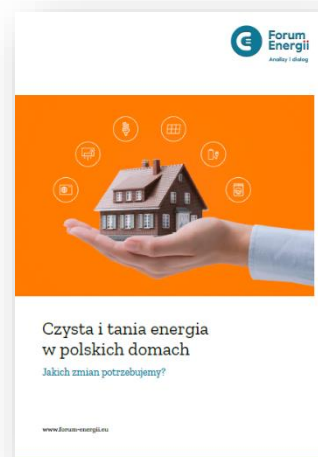 Forum
Energii
Analizy i dialog
Czysta i tania energia
w polskich domach
Jakich zmian potrzebujemy?
www.forum-energii.eu